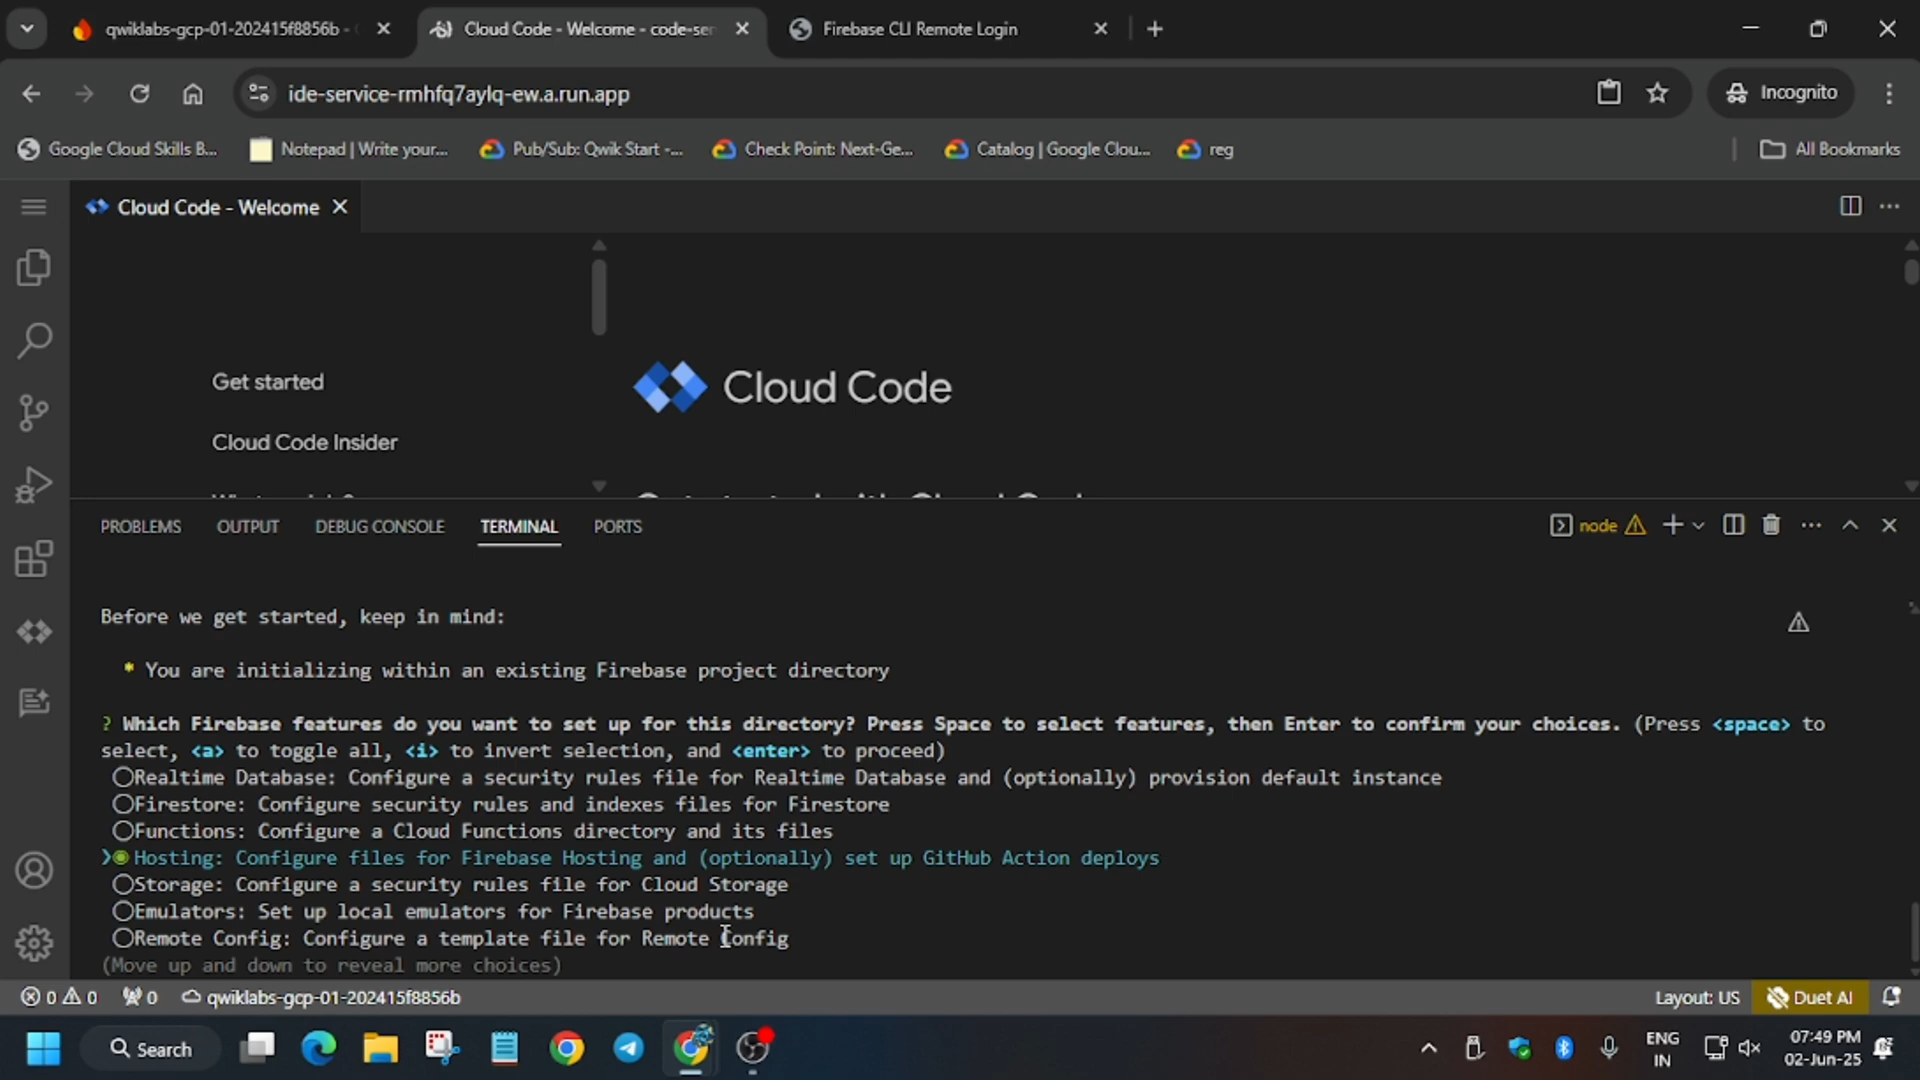 qwiklabs-gcp-01-202415f8856b -
Cloud Code - Welcome - code-ser
Firebase CLI Remote Login
ide-service-rmhfq7aylq-ew.a.run.app
Incognito
Google Cloud Skills B...
Notepad | Write your...
Pub/Sub: Qwik Start -...
Check Point: Next-Ge...
Catalog | Google Clou...
reg
All Bookmarks
Cloud Code - Welcome
Get started
Cloud Code
Cloud Code Insider
PROBLEMS
OUTPUT
DEBUG CONSOLE
TERMINAL
PORTS
node
Before we get started, keep in mind:
* You are initializing within an existing Firebase project directory
? Which Firebase features do you want to set up for this directory? Press Space to select features, then Enter to confirm your choices. (Press <space> to
select, <a> to toggle all, <i> to invert selection, and <enter> to proceed)
◯Realtime Database: Configure a security rules file for Realtime Database and (optionally) provision default instance
◯Firestore: Configure security rules and indexes files for Firestore
◯Functions: Configure a Cloud Functions directory and its files
❯◉Hosting: Configure files for Firebase Hosting and (optionally) set up GitHub Action deploys
◯Storage: Configure a security rules file for Cloud Storage
◯Emulators: Set up local emulators for Firebase products
◯Remote Config: Configure a template file for Remote Config
(Move up and down to reveal more choices)
0 0 0 qwiklabs-gcp-01-202415f8856b
Layout: US
Duet AI
Search
ENG
IN
07:49 PM
02-Jun-25